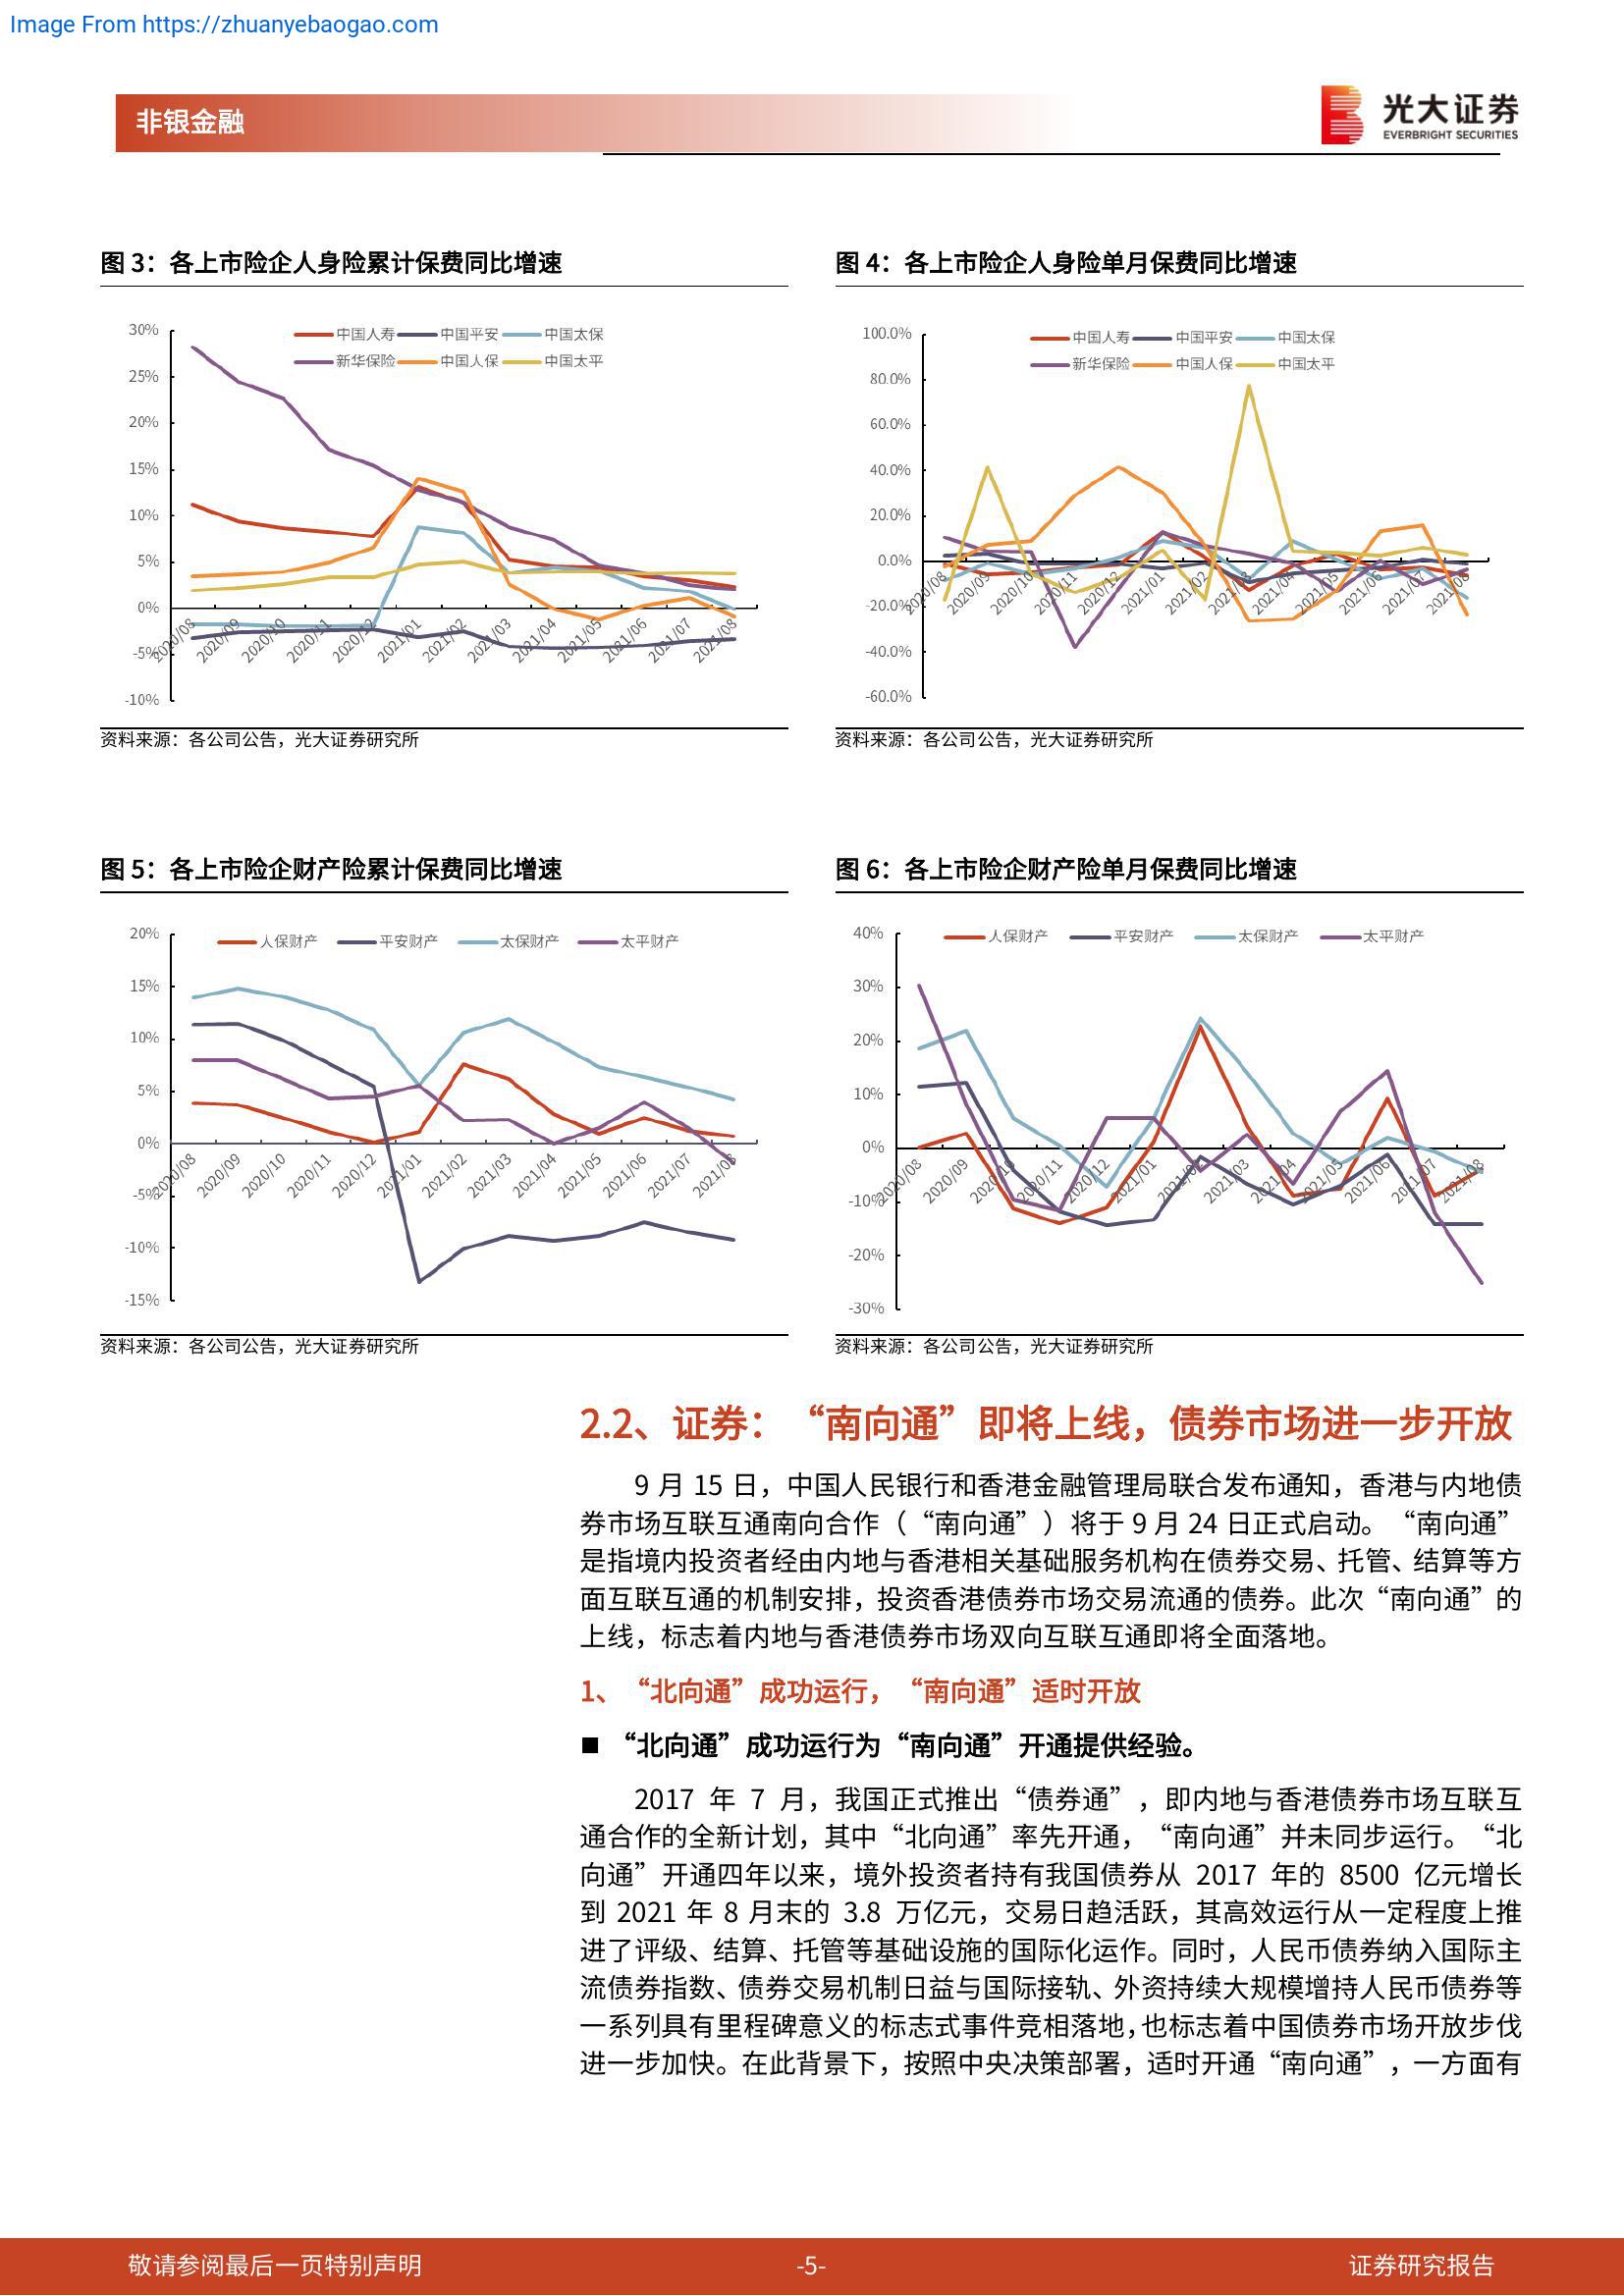 Image From https://zhuanyebaogao.com
非银金融
光大证券
EVERBRIGHT SECURITIES
图 3：各上市险企人身险累计保费同比增速
30%
25%
20%
15%
10%
5%
0%
-5%
-10%
中国人寿 中国平安 中国太保
新华保险 中国人保 中国太平
2020/08 2020/09 2020/10 2020/11 2020/12 2021/01 2021/02 2021/03 2021/04 2021/05 2021/06 2021/07 2021/08
资料来源：各公司公告，光大证券研究所
图 4：各上市险企人身险单月保费同比增速
100.0%
80.0%
60.0%
40.0%
20.0%
0.0%
-20.0%
-40.0%
-60.0%
中国人寿 中国平安 中国太保
新华保险 中国人保 中国太平
2020/08 2020/09 2020/10 2020/11 2020/12 2021/01 2021/02 2021/03 2021/04 2021/05 2021/06 2021/07 2021/08
资料来源：各公司公告，光大证券研究所
图 5：各上市险企财产险累计保费同比增速
20%
15%
10%
5%
0%
-5%
-10%
-15%
人保财产 平安财产 太保财产 太平财产
2020/08 2020/09 2020/10 2020/11 2020/12 2021/01 2021/02 2021/03 2021/04 2021/05 2021/06 2021/07 2021/08
资料来源：各公司公告，光大证券研究所
图 6：各上市险企财产险单月保费同比增速
40%
30%
20%
10%
0%
-10%
-20%
-30%
人保财产 平安财产 太保财产 太平财产
2020/08 2020/09 2020/10 2020/11 2020/12 2021/01 2021/02 2021/03 2021/04 2021/05 2021/06 2021/07 2021/08
资料来源：各公司公告，光大证券研究所
2.2、证券：“南向通”即将上线，债券市场进一步开放
9 月 15 日，中国人民银行和香港金融管理局联合发布通知，香港与内地债
券市场互联互通南向合作（“南向通”）将于 9 月 24 日正式启动。“南向通”
是指境内投资者经由内地与香港相关基础服务机构在债券交易、托管、结算等方
面互联互通的机制安排，投资香港债券市场交易流通的债券。此次“南向通”的
上线，标志着内地与香港债券市场双向互联互通即将全面落地。
1、“北向通”成功运行，“南向通”适时开放
■ “北向通”成功运行为“南向通”开通提供经验。
2017 年 7 月，我国正式推出“债券通”，即内地与香港债券市场互联互
通合作的全新计划，其中“北向通”率先开通，“南向通”并未同步运行。“北
向通”开通四年以来，境外投资者持有我国债券从 2017 年的 8500 亿元增长
到 2021 年 8 月末的 3.8 万亿元，交易日趋活跃，其高效运行从一定程度上推
进了评级、结算、托管等基础设施的国际化运作。同时，人民币债券纳入国际主
流债券指数、债券交易机制日益与国际接轨、外资持续大规模增持人民币债券等
一系列具有里程碑意义的标志式事件竞相落地，也标志着中国债券市场开放步伐
进一步加快。在此背景下，按照中央决策部署，适时开通“南向通”，一方面有
敬请参阅最后一页特别声明
-5-
证券研究报告